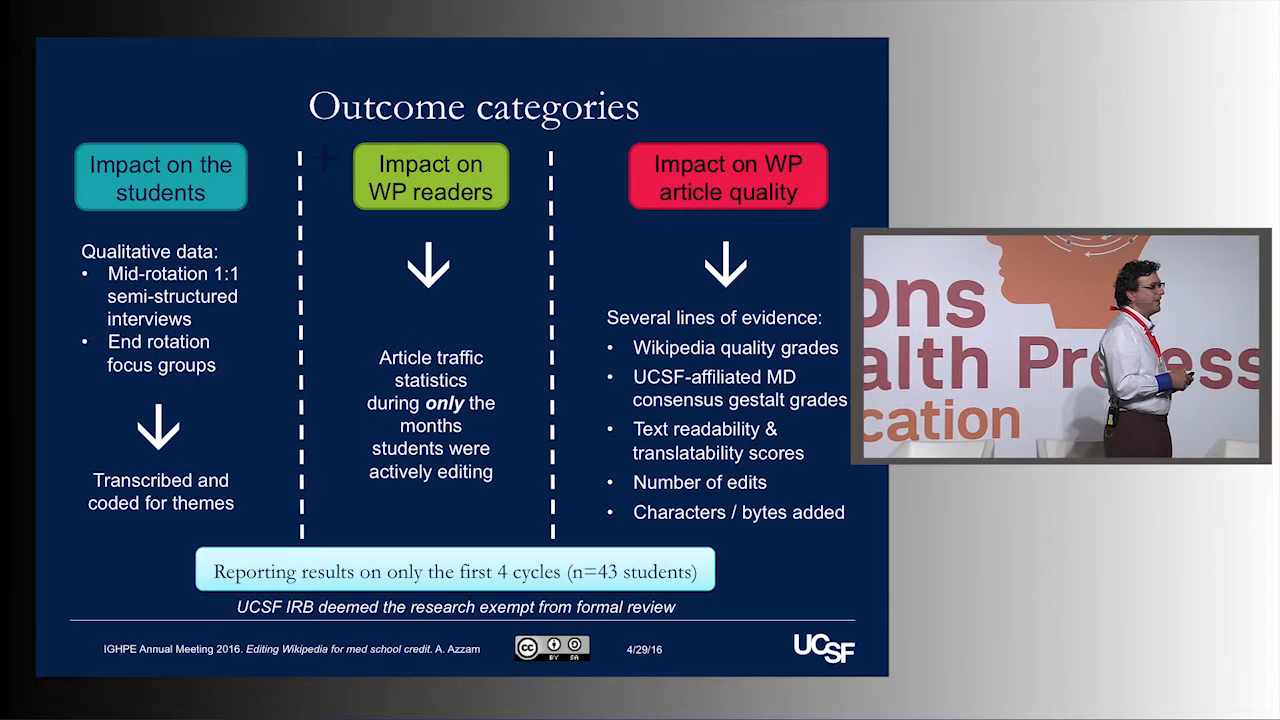 Outcome categories
Impact on the
students
Qualitative data:
• Mid-rotation 1:1
semi-structured
interviews
• End rotation
focus groups
Transcribed and
coded for themes
Impact on
WP readers
Article traffic
statistics
during only the
months
students were
actively editing
Impact on WP
article quality
Several lines of evidence:
• Wikipedia quality grades
• UCSF-affiliated MD
consensus gestalt grades
• Text readability &
translatability scores
• Number of edits
• Characters / bytes added
Reporting results on only the first 4 cycles (n=43 students)
UCSF IRB deemed the research exempt from formal review
IGHPE Annual Meeting 2016. Editing Wikipedia for med school credit. A. Azzam
cc
BY SA
4/29/16
UCSF
ons
alth Pr
ess
cation